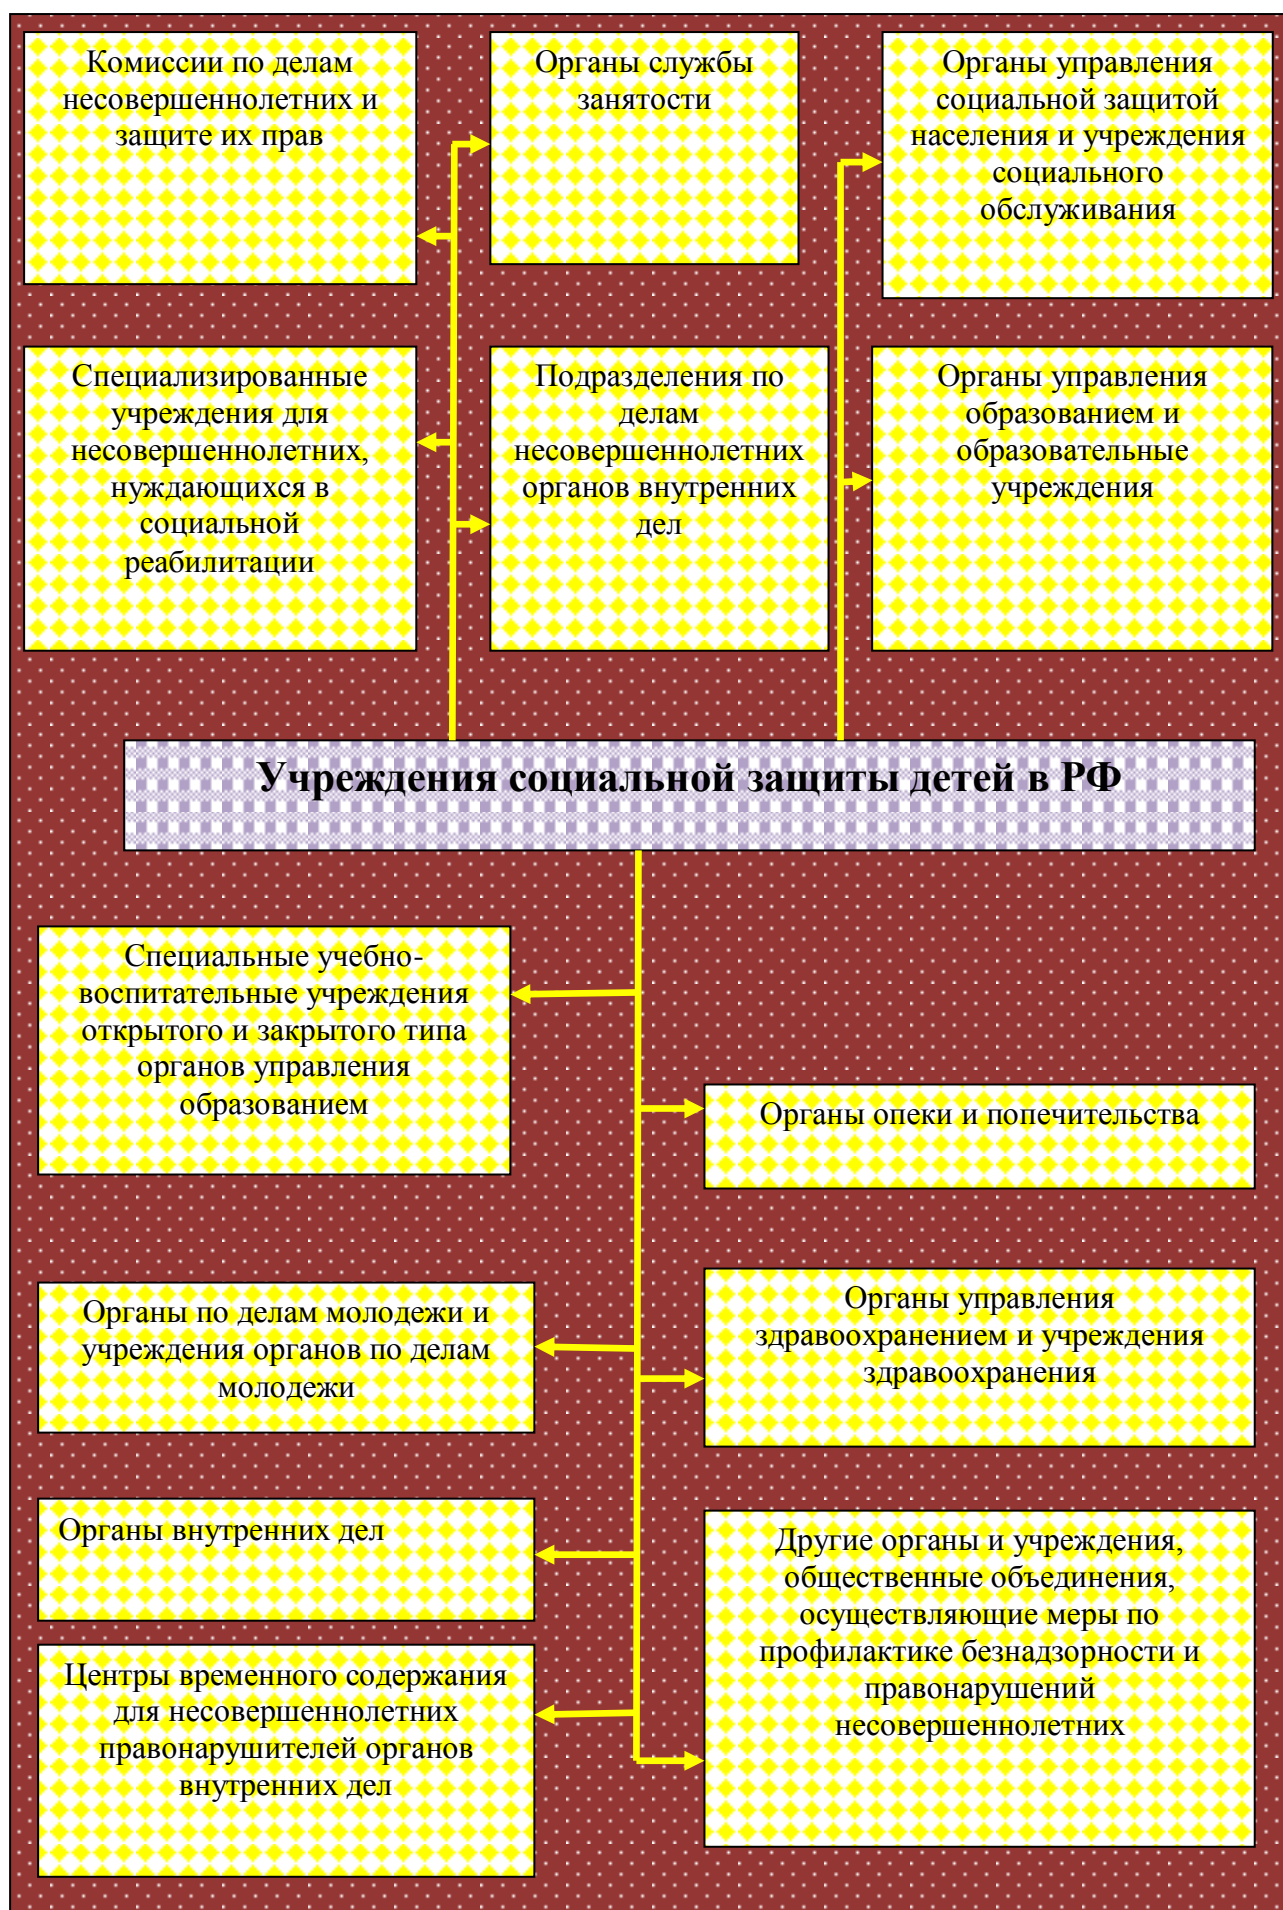 Комиссии по делам
несовершеннолетних и
защите их прав
Органы службы
занятости
Органы управления
социальной защитой
населения и учреждения
социального
обслуживания
Специализированные
учреждения для
несовершеннолетних,
нуждающихся в
социальной
реабилитации
Подразделения по
делам
несовершеннолетних
органов внутренних
дел
Органы управления
образованием и
образовательные
учреждения
Учреждения социальной защиты детей в РФ
Специальные учебно-
воспитательные учреждения
открытого и закрытого типа
органов управления
образованием
Органы опеки и попечительства
Органы по делам молодежи и
учреждения органов по делам
молодежи
Органы управления
здравоохранением и учреждения
здравоохранения
Органы внутренних дел
Другие органы и учреждения,
общественные объединения,
осуществляющие меры по
профилактике безнадзорности и
правонарушений
несовершеннолетних
Центры временного содержания
для несовершеннолетних
правонарушителей органов
внутренних дел